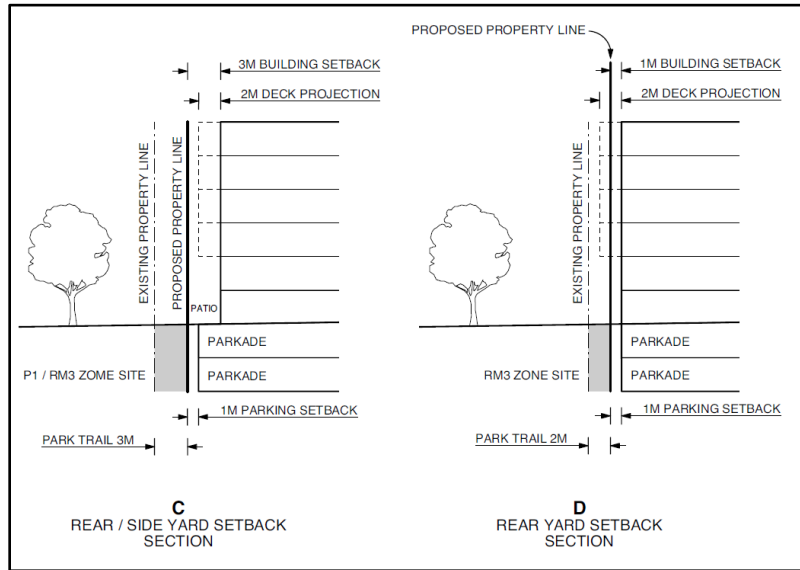 PROPOSED PROPERTY LINE
3M BUILDING SETBACK
2M DECK PROJECTION
EXISTING PROPERTY LINE
PROPOSED PROPERTY LINE
PATIO
PARKADE
P1 / RM3 ZOME SITE
PARKADE
1M PARKING SETBACK
PARK TRAIL 3M
C
REAR / SIDE YARD SETBACK
SECTION
1M BUILDING SETBACK
2M DECK PROJECTION
EXISTING PROPERTY LINE
PARKADE
RM3 ZONE SITE
PARKADE
1M PARKING SETBACK
PARK TRAIL 2M
D
REAR YARD SETBACK
SECTION